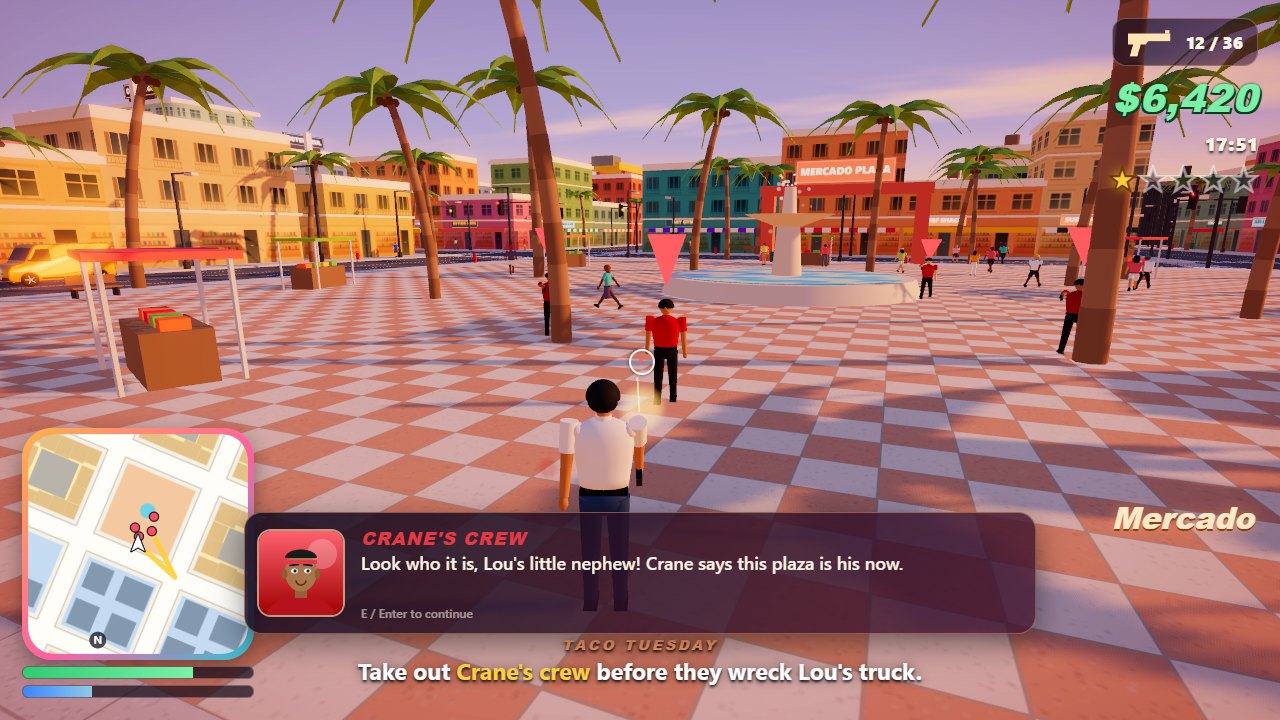 12 / 36
$6,420
17:51
MERCADO PLAZA
Mercado
CRANE'S CREW
Look who it is, Lou's little nephew! Crane says this plaza is his now.
E / Enter to continue
N
TACO TUESDAY
Take out Crane's crew before they wreck Lou's truck.